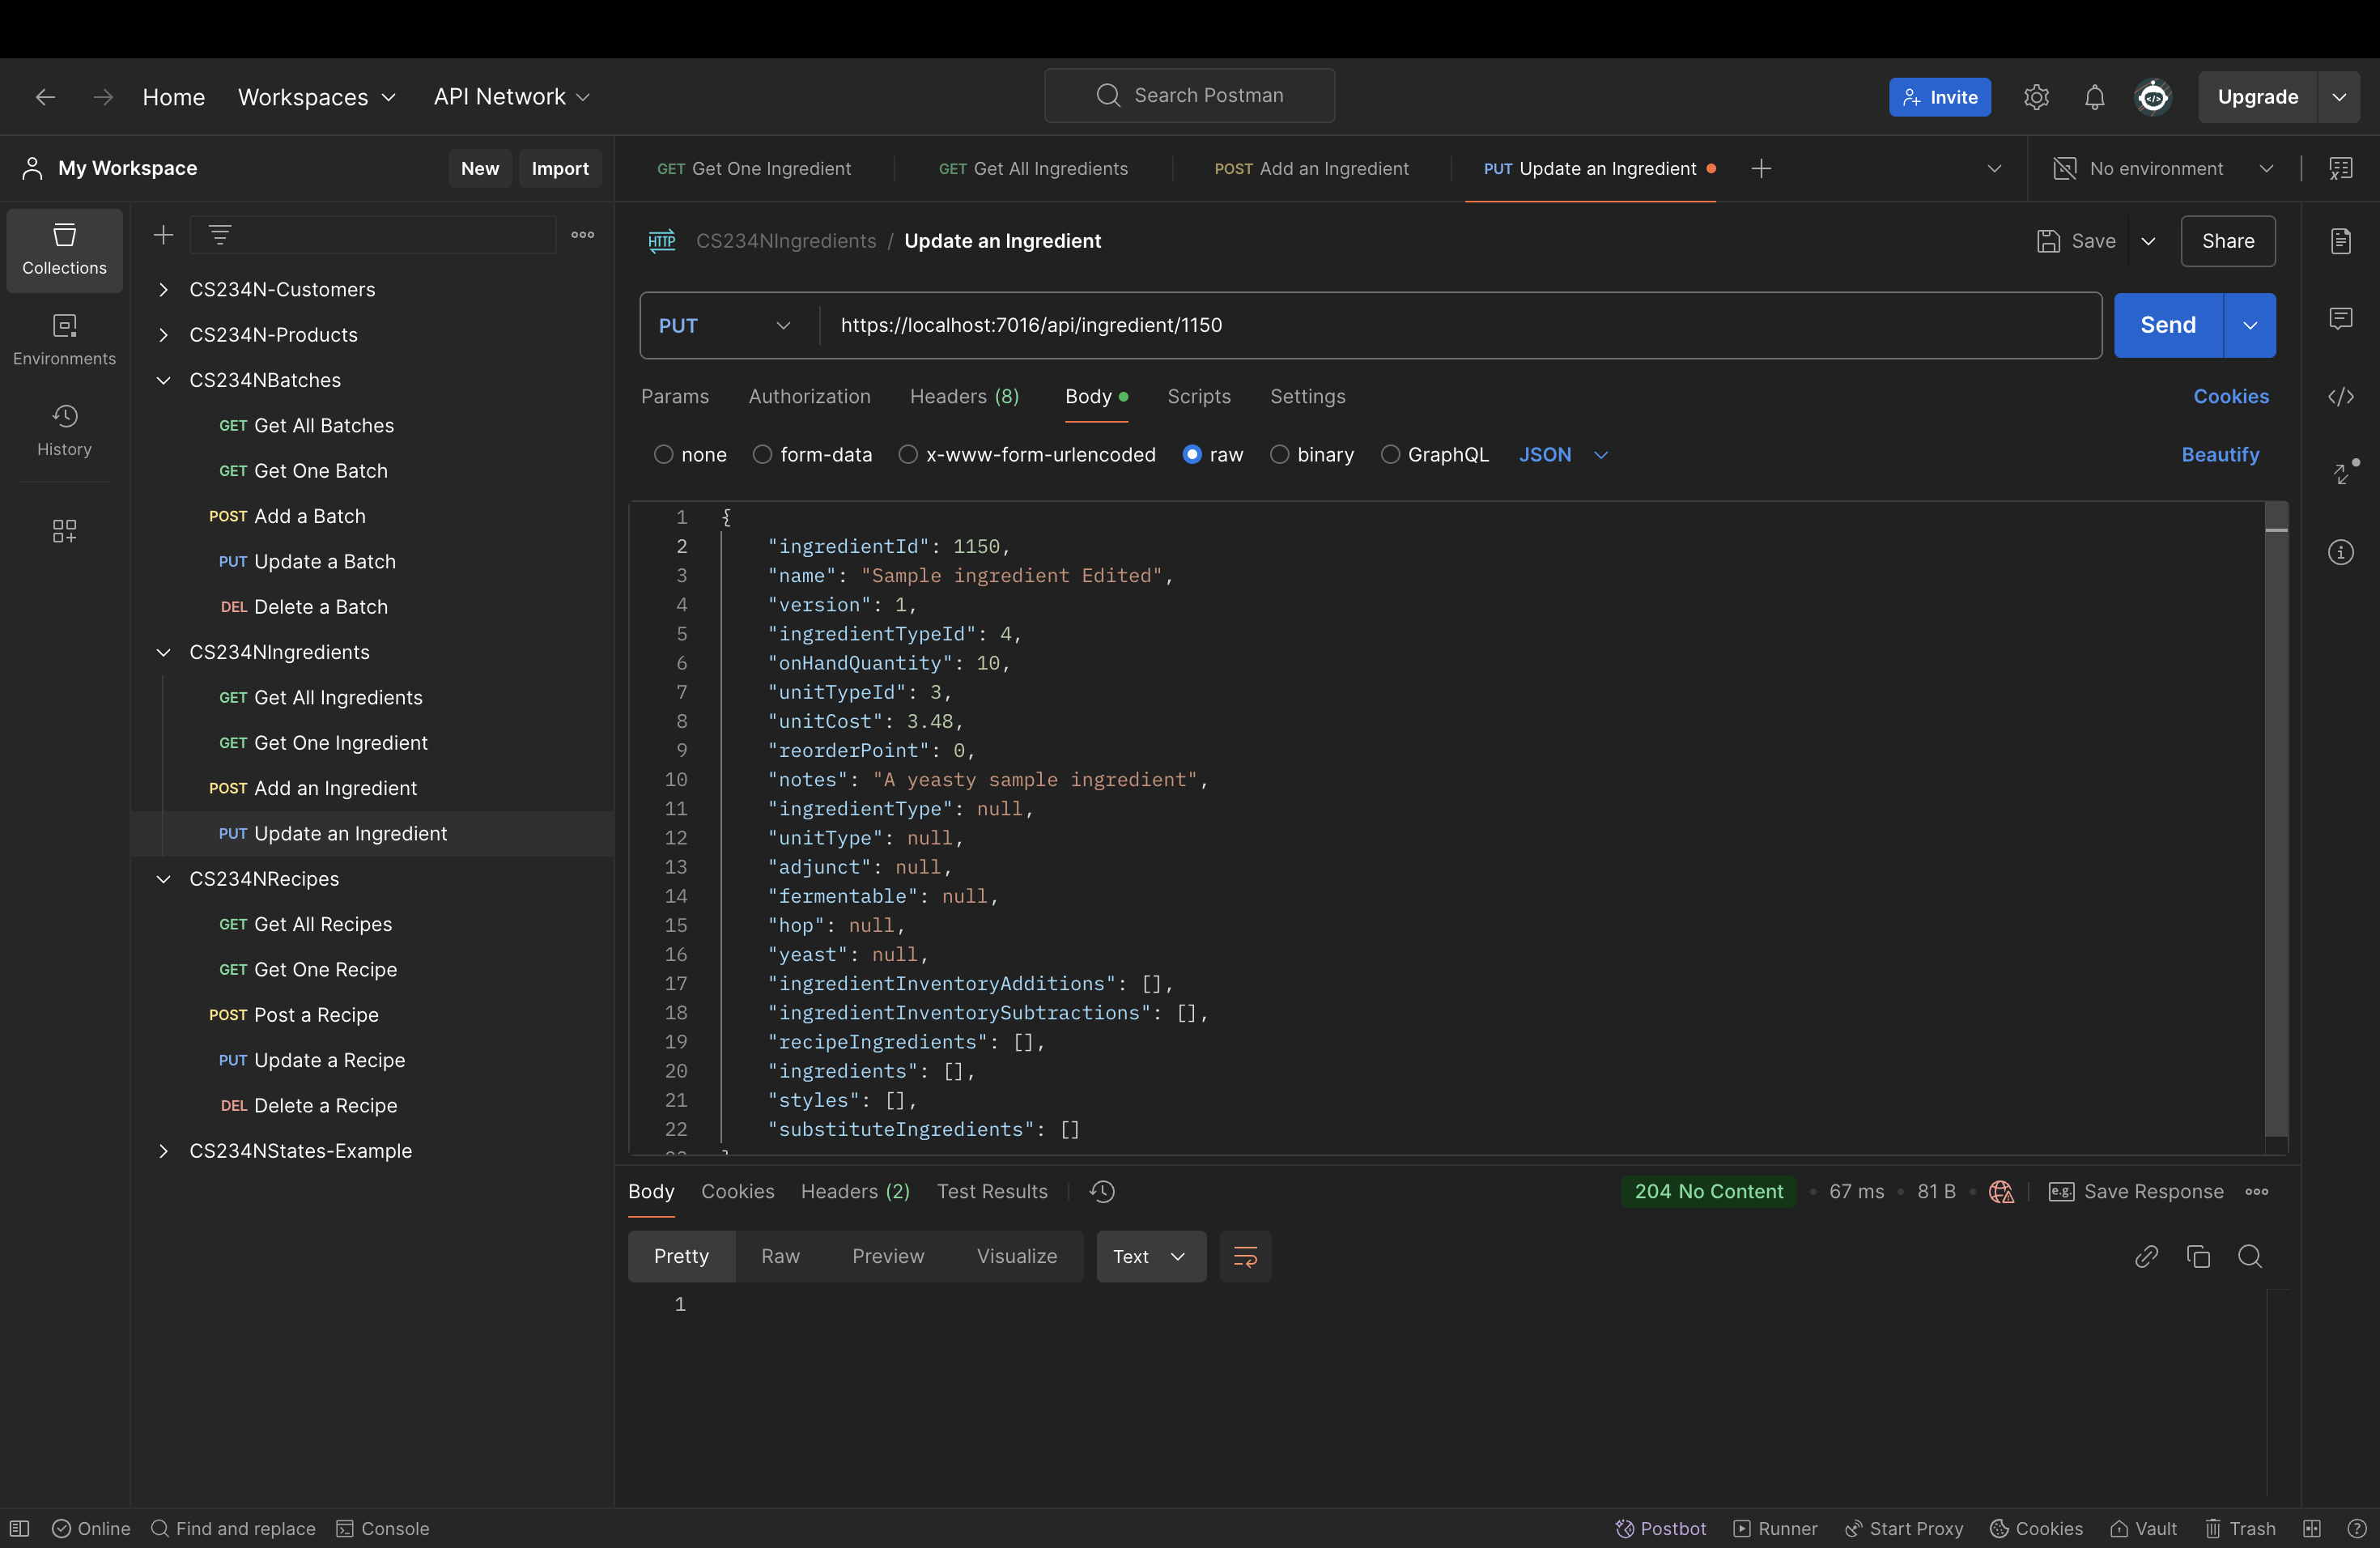 Home Workspaces API Network Search Postman Invite Upgrade
My Workspace New Import
GET Get One Ingredient GET Get All Ingredients POST Add an Ingredient PUT Update an Ingredient No environment
Collections
Environments
History
CS234N-Customers
CS234N-Products
CS234NBatches
GET Get All Batches
GET Get One Batch
POST Add a Batch
PUT Update a Batch
DEL Delete a Batch
CS234NIngredients
GET Get All Ingredients
GET Get One Ingredient
POST Add an Ingredient
PUT Update an Ingredient
CS234NRecipes
GET Get All Recipes
GET Get One Recipe
POST Post a Recipe
PUT Update a Recipe
DEL Delete a Recipe
CS234NStates-Example
HTTP CS234NIngredients / Update an Ingredient Save Share
PUT https://localhost:7016/api/ingredient/1150 Send
Params Authorization Headers (8) Body Scripts Settings Cookies
none form-data x-www-form-urlencoded raw binary GraphQL JSON Beautify
1 {
2 "ingredientId": 1150,
3 "name": "Sample ingredient Edited",
4 "version": 1,
5 "ingredientTypeId": 4,
6 "onHandQuantity": 10,
7 "unitTypeId": 3,
8 "unitCost": 3.48,
9 "reorderPoint": 0,
10 "notes": "A yeasty sample ingredient",
11 "ingredientType": null,
12 "unitType": null,
13 "adjunct": null,
14 "fermentable": null,
15 "hop": null,
16 "yeast": null,
17 "ingredientInventoryAdditions": [],
18 "ingredientInventorySubtractions": [],
19 "recipeIngredients": [],
20 "ingredients": [],
21 "styles": [],
22 "substituteIngredients": []
Body Cookies Headers (2) Test Results 204 No Content 67 ms 81 B e.g. Save Response
Pretty Raw Preview Visualize Text
1
Online Find and replace Console Postbot Runner Start Proxy Cookies Vault Trash